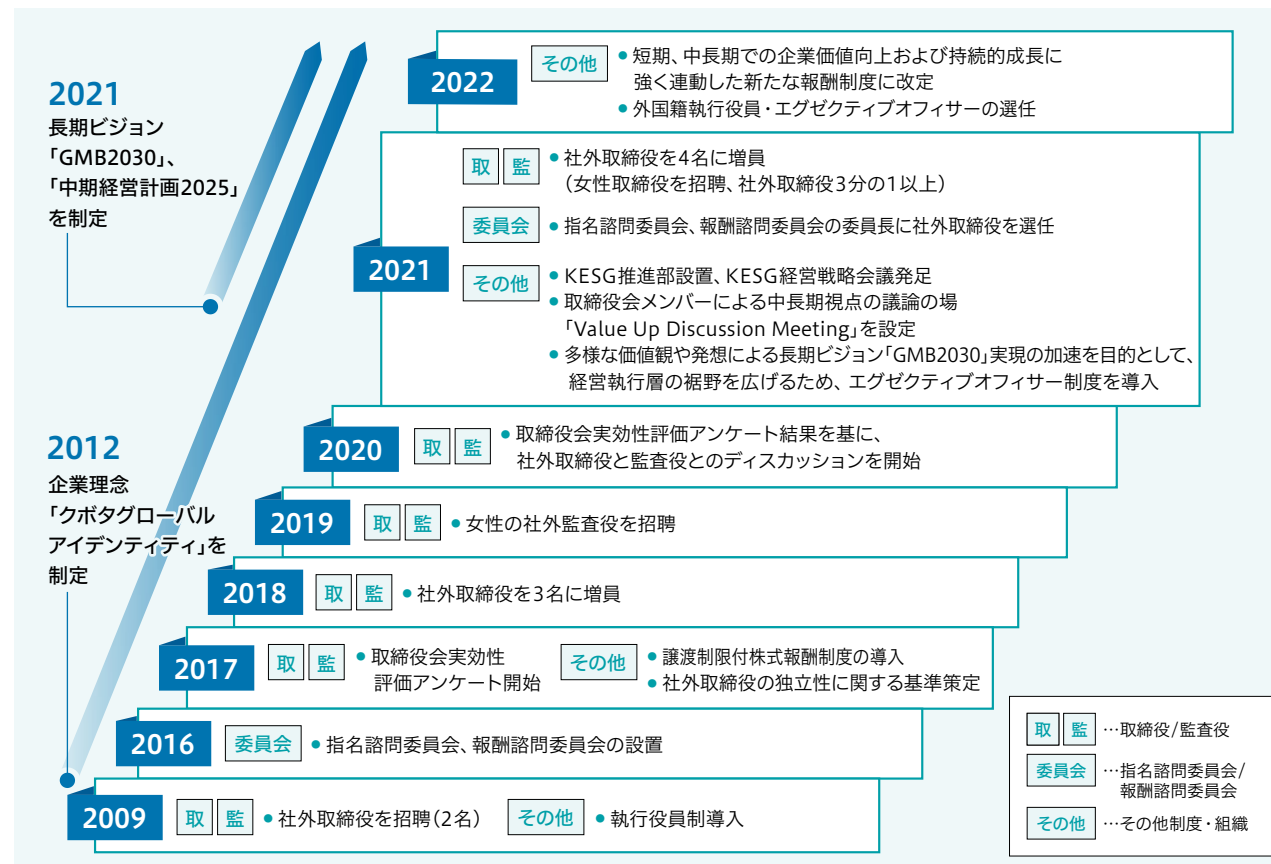 2022
その他
● 短期、中長期での企業価値向上および持続的成長に
強く連動した新たな報酬制度に改定
● 外国籍執行役員・エグゼクティブオフィサーの選任
2021
長期ビジョン
「GMB2030」、
「中期経営計画2025」
を制定
2021
取 監
● 社外取締役を4名に増員
（女性取締役を招聘、社外取締役3分の1以上）
委員会
● 指名諮問委員会、報酬諮問委員会の委員長に社外取締役を選任
その他
● KESG推進部設置、KESG経営戦略会議発足
● 取締役会メンバーによる中長期視点の議論の場
「Value Up Discussion Meeting」を設定
● 多様な価値観や発想による長期ビジョン「GMB2030」実現の加速を目的として、
経営執行層の裾野を広げるため、エグゼクティブオフィサー制度を導入
2012
企業理念
「クボタグローバル
アイデンティティ」を
制定
2020
取 監
● 取締役会実効性評価アンケート結果を基に、
社外取締役と監査役とのディスカッションを開始
2019
取 監
● 女性の社外監査役を招聘
2018
取 監
● 社外取締役を3名に増員
2017
取 監
● 取締役会実効性
評価アンケート開始
その他
● 譲渡制限付株式報酬制度の導入
● 社外取締役の独立性に関する基準策定
2016
委員会
● 指名諮問委員会、報酬諮問委員会の設置
2009
取 監
● 社外取締役を招聘（2名）
その他
● 執行役員制導入
取 監 …取締役/監査役
委員会 …指名諮問委員会/
報酬諮問委員会
その他 …その他制度・組織